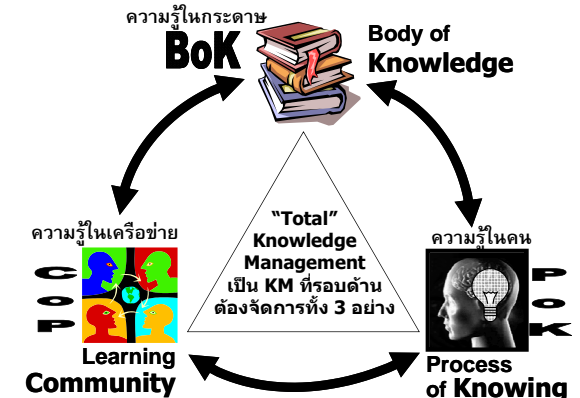 ความรู้ในกระดาษ
BoK
Body of
Knowledge
ความรู้ในเครือข่าย
CoP
Learning
Community
"Total"
Knowledge
Management
เป็น KM ที่รอบด้าน
ต้องจัดการทั้ง 3 อย่าง
ความรู้ในคน
PoK
Process
of Knowing